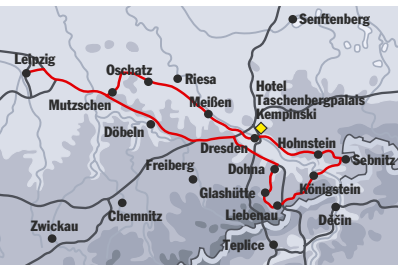 Senftenberg
Leipzig
Oschatz
Riesa
Hotel
Taschenbergpalais
Kempinski
Mutzschen
Meißen
Döbeln
Dresden
Hohnstein
Sebnitz
Freiberg
Dohna
Glashütte
Königstein
Chemnitz
Liebenau
Děčín
Zwickau
Teplice